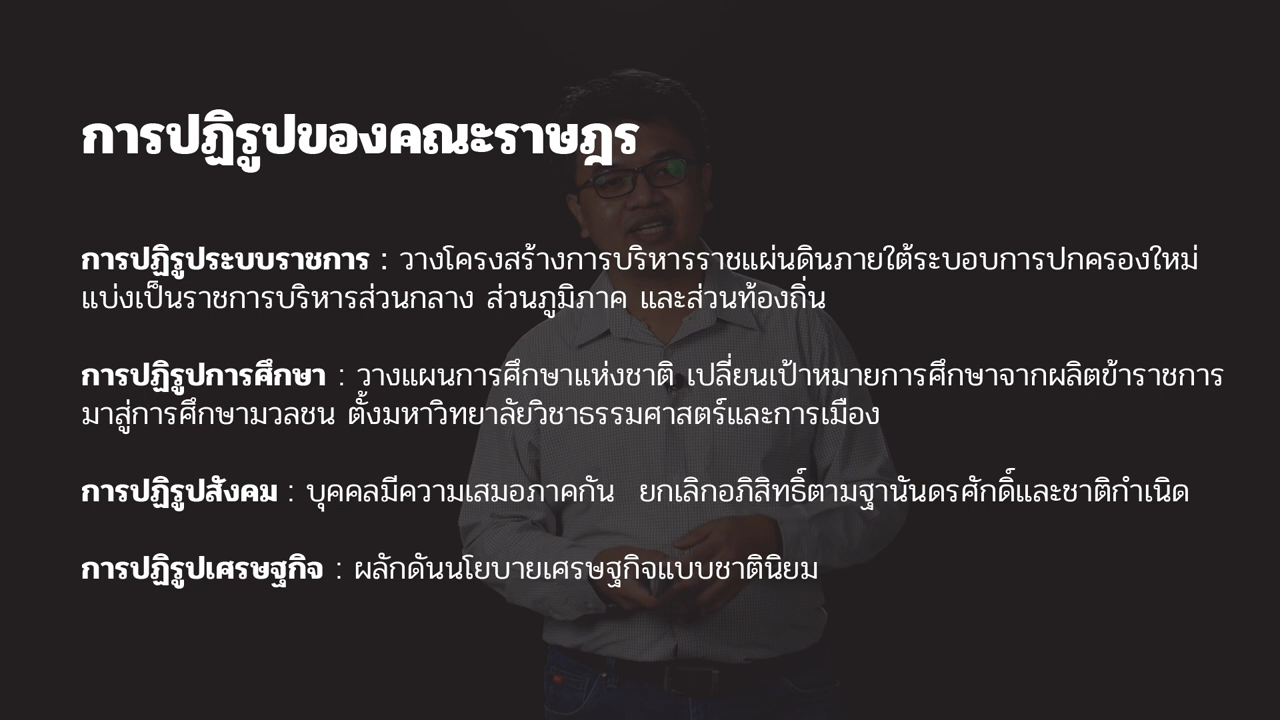 การปฏิรูปของคณะราษฎร
การปฏิรูประบบราชการ : วางโครงสร้างการบริหารราชแผ่นดินภายใต้ระบอบการปกครองใหม่
แบ่งเป็นราชการบริหารส่วนกลาง ส่วนภูมิภาค และส่วนท้องถิ่น
การปฏิรูปการศึกษา : วางแผนการศึกษาแห่งชาติ เปลี่ยนเป้าหมายการศึกษาจากผลิตข้าราชการ
มาสู่การศึกษามวลชน ตั้งมหาวิทยาลัยวิชาธรรมศาสตร์และการเมือง
การปฏิรูปสังคม : บุคคลมีความเสมอภาคกัน ยกเลิกอภิสิทธิ์ตามฐานันดรศักดิ์และชาติกำเนิด
การปฏิรูปเศรษฐกิจ : ผลักดันนโยบายเศรษฐกิจแบบชาตินิยม